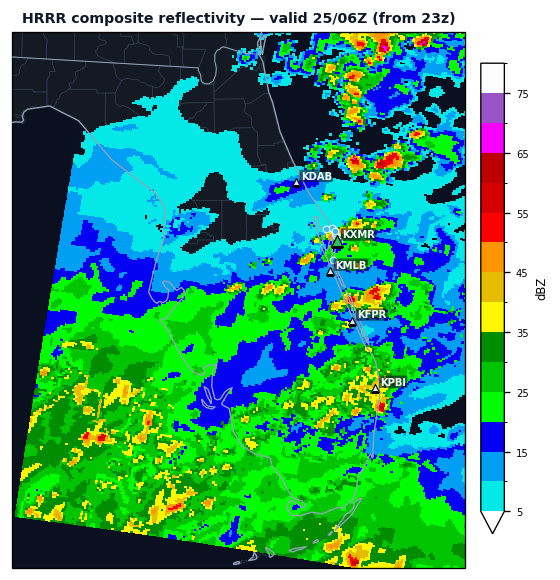 HRRR composite reflectivity — valid 25/06Z (from 23z)
75
65
55
45
35
25
15
5
dBZ
KDAB
KXMR
KMLB
KFPR
KPBI